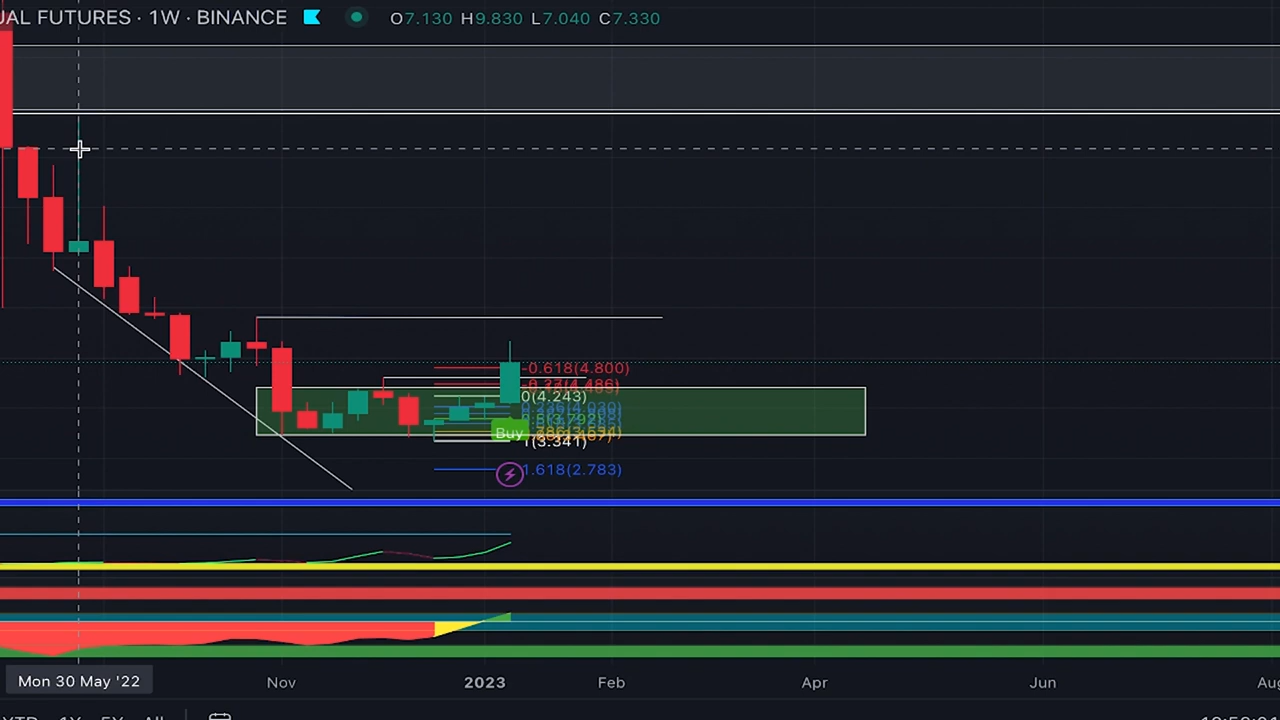 UAL FUTURES · 1W · BINANCE O7.130 H9.830 L7.040 C7.330
-0.618(4.800)
0(4.243)
Buy
1(3.341)
1.618(2.783)
Mon 30 May '22 Nov 2023 Feb Apr Jun Aug